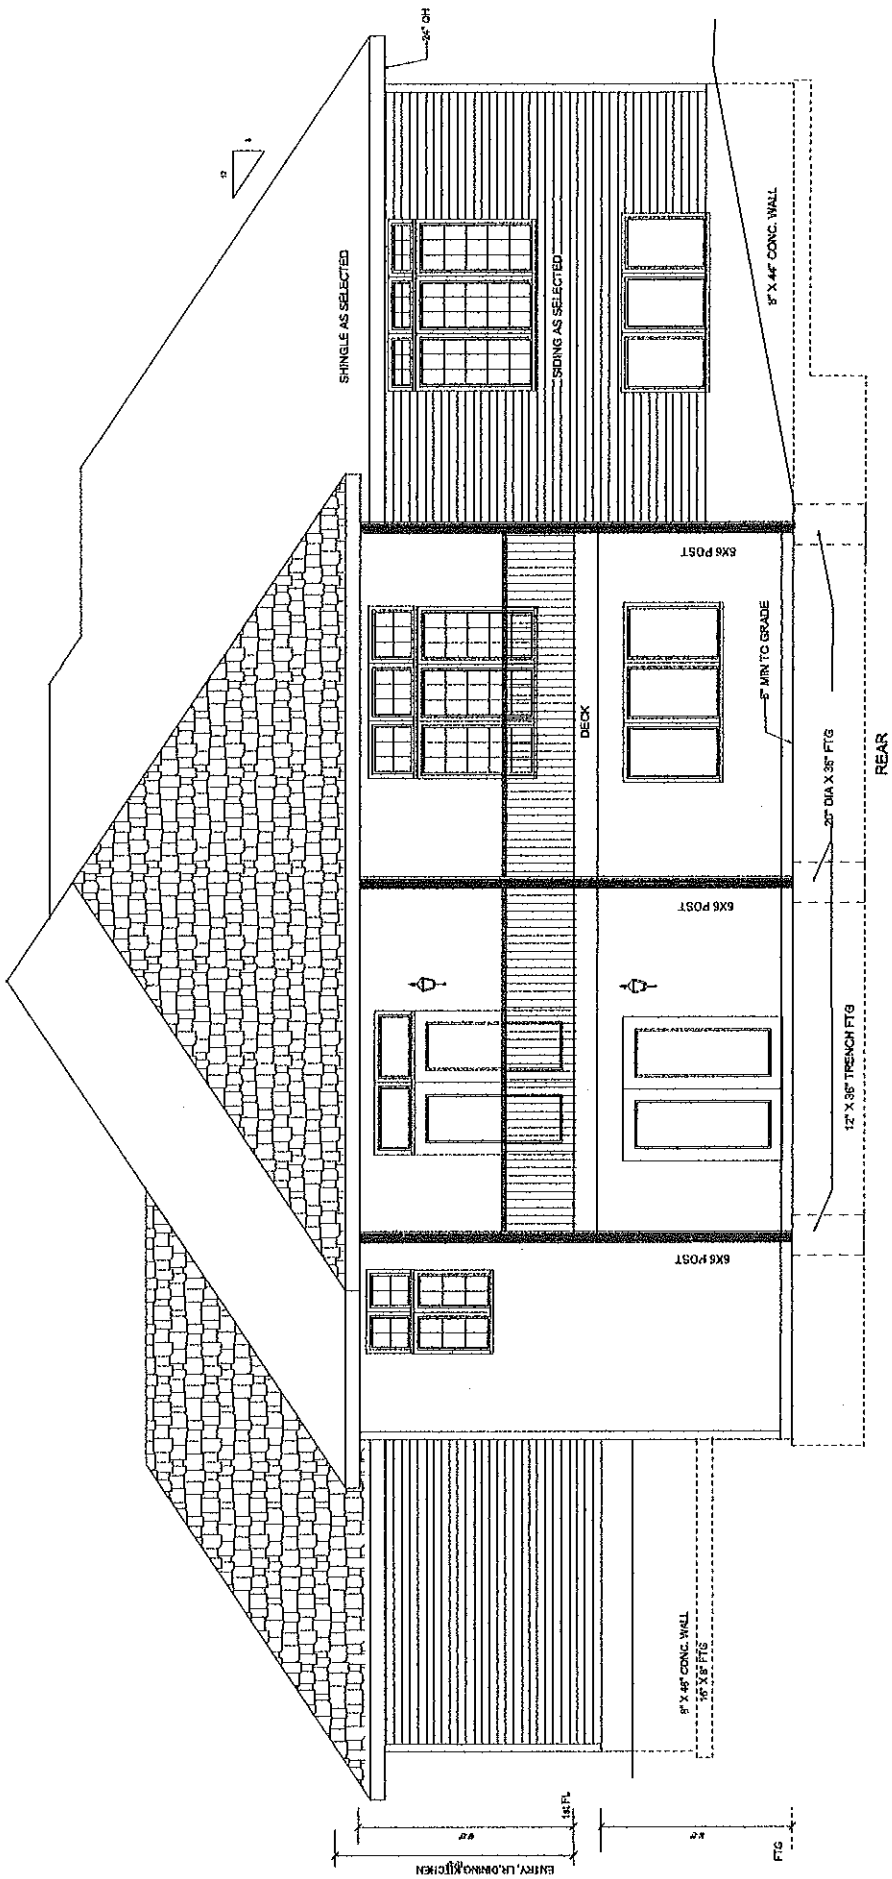 24" OH
12
SHINGLE AS SELECTED
SIDING AS SELECTED
8" X 44" CONC. WALL
6X6 POST
DECK
6" MIN TO GRADE
20" DIA X 36" FTG
6X6 POST
12" X 36" TRENCH FTG
6X6 POST
8" X 48" CONC. WALL
16" X 8" FTG
1st FL
FTG
ENTRY, LR, DINING, KITCHEN
REAR